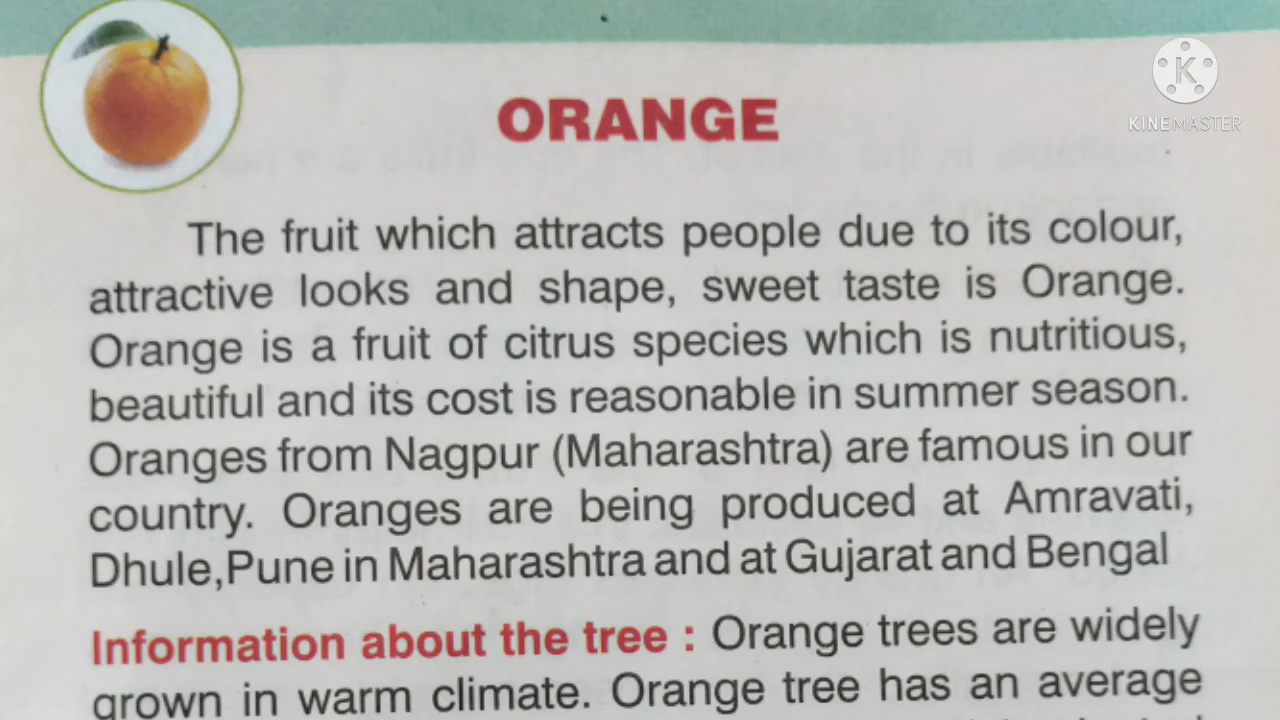 K
KINEMASTER
ORANGE
The fruit which attracts people due to its colour,
attractive looks and shape, sweet taste is Orange.
Orange is a fruit of citrus species which is nutritious,
beautiful and its cost is reasonable in summer season.
Oranges from Nagpur (Maharashtra) are famous in our
country. Oranges are being produced at Amravati,
Dhule,Pune in Maharashtra and at Gujarat and Bengal
Information about the tree : Orange trees are widely
grown in warm climate. Orange tree has an average